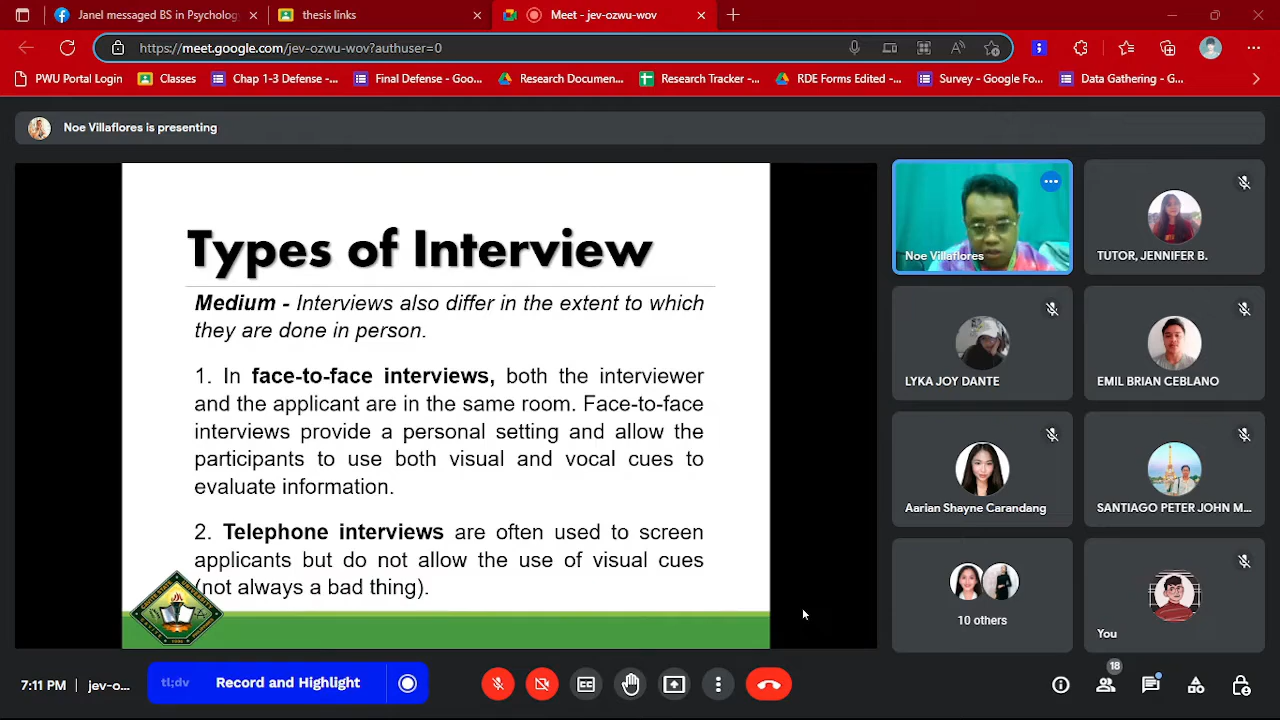 Janel messaged BS in Psycholog
thesis links
Meet - jev-ozwu-wov
https://meet.google.com/jev-ozwu-wov?authuser=0
PWU Portal Login
Classes
Chap 1-3 Defense -...
Final Defense - Goo...
Research Documen...
Research Tracker -...
RDE Forms Edited -...
Survey - Google Fo...
Data Gathering - G...
Noe Villaflores is presenting
Types of Interview
Medium - Interviews also differ in the extent to which
they are done in person.
1. In face-to-face interviews, both the interviewer
and the applicant are in the same room. Face-to-face
interviews provide a personal setting and allow the
participants to use both visual and vocal cues to
evaluate information.
2. Telephone interviews are often used to screen
applicants but do not allow the use of visual cues
(not always a bad thing).
Noe Villaflores
TUTOR, JENNIFER B.
LYKA JOY DANTE
EMIL BRIAN CEBLANO
Aarian Shayne Carandang
SANTIAGO PETER JOHN M...
10 others
You
7:11 PM | jev-o...
tl;dv Record and Highlight
18